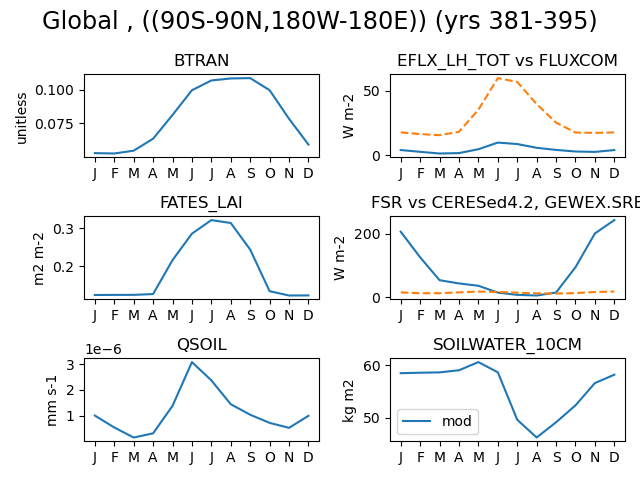 Global , ((90S-90N,180W-180E)) (yrs 381-395)
BTRAN
unitless
0.100
0.075
J F M A M J J A S O N D
EFLX_LH_TOT vs FLUXCOM
W m-2
50
0
J F M A M J J A S O N D
FATES_LAI
m2 m-2
0.3
0.2
J F M A M J J A S O N D
FSR vs CERESed4.2, GEWEX.SRB
W m-2
200
0
J F M A M J J A S O N D
QSOIL
1e-6
mm s-1
3
2
1
J F M A M J J A S O N D
SOILWATER_10CM
kg m2
60
50
mod
J F M A M J J A S O N D